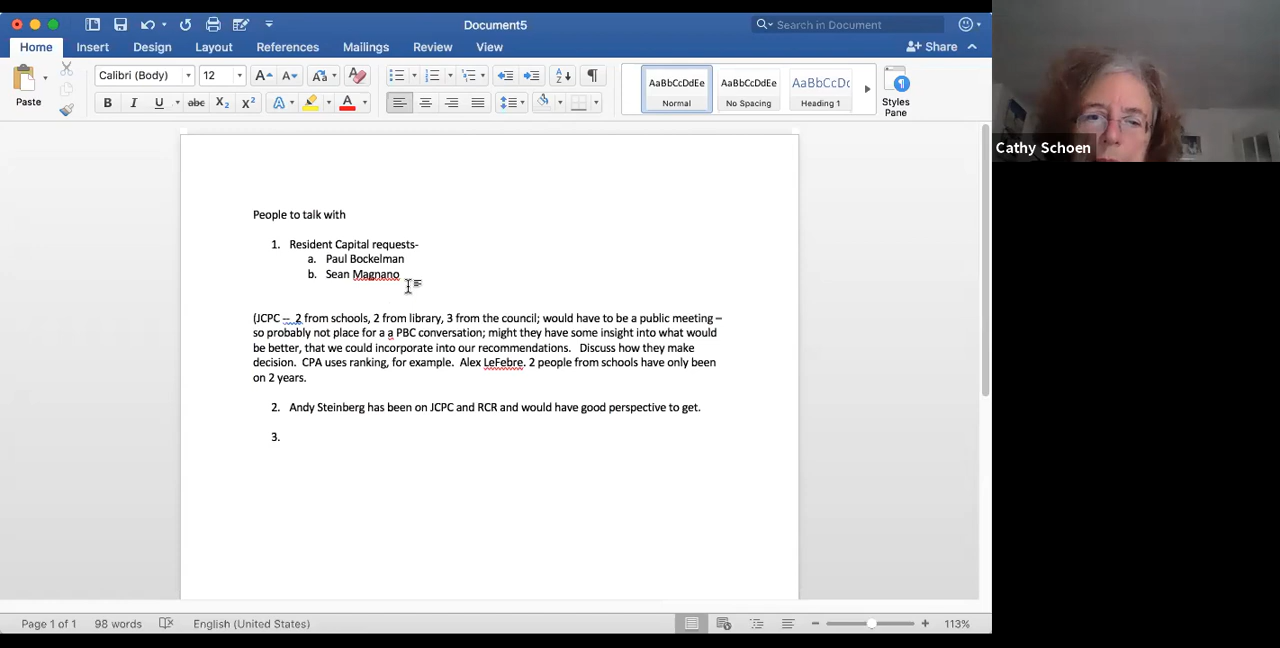 Document5
Search in Document
Home Insert Design Layout References Mailings Review View
Share
Paste
Calibri (Body) 12
AaBbCcDdEe AaBbCcDdEe AaBbCcDc
Normal No Spacing Heading 1
Styles Pane
Cathy Schoen
People to talk with
1. Resident Capital requests-
a. Paul Bockelman
b. Sean Magnano
(JCPC -- 2 from schools, 2 from library, 3 from the council; would have to be a public meeting –
so probably not place for a a PBC conversation; might they have some insight into what would
be better, that we could incorporate into our recommendations. Discuss how they make
decision. CPA uses ranking, for example. Alex LeFebre. 2 people from schools have only been
on 2 years.
2. Andy Steinberg has been on JCPC and RCR and would have good perspective to get.
3.
Page 1 of 1 98 words English (United States) 113%